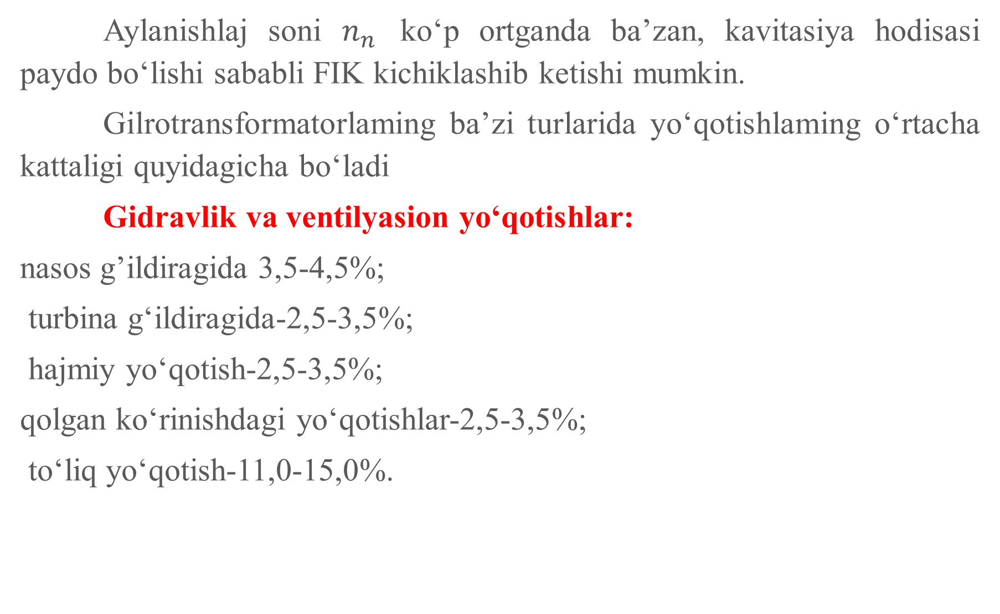 Aylanishlaj soni 𝑛ₙ ko‘p ortganda ba’zan, kavitasiya hodisasi
paydo bo‘lishi sababli FIK kichiklashib ketishi mumkin.
Gilrotransformatorlaming ba’zi turlarida yo‘qotishlaming o‘rtacha
kattaligi quyidagicha bo‘ladi
Gidravlik va ventilyasion yo‘qotishlar:
nasos g’ildiragida 3,5-4,5%;
turbina g‘ildiragida-2,5-3,5%;
hajmiy yo‘qotish-2,5-3,5%;
qolgan ko‘rinishdagi yo‘qotishlar-2,5-3,5%;
to‘liq yo‘qotish-11,0-15,0%.